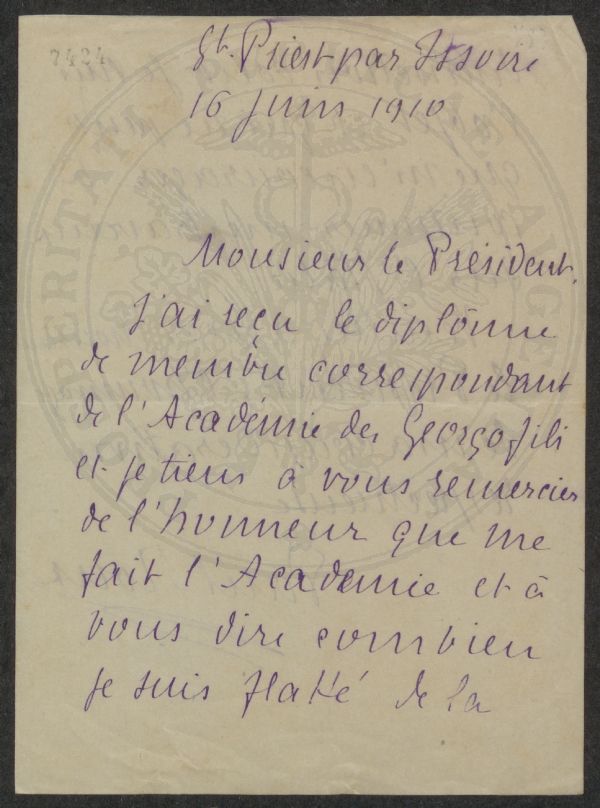 7424
St. Priest par Issoire
16 juin 1910
Monsieur le Président.
J'ai reçu le diplôme
de membre correspondant
de l'Académie des Georgofili
et je tiens à vous remercier
de l'honneur que me
fait l'Académie et à
vous dire combien
je suis flatté de la